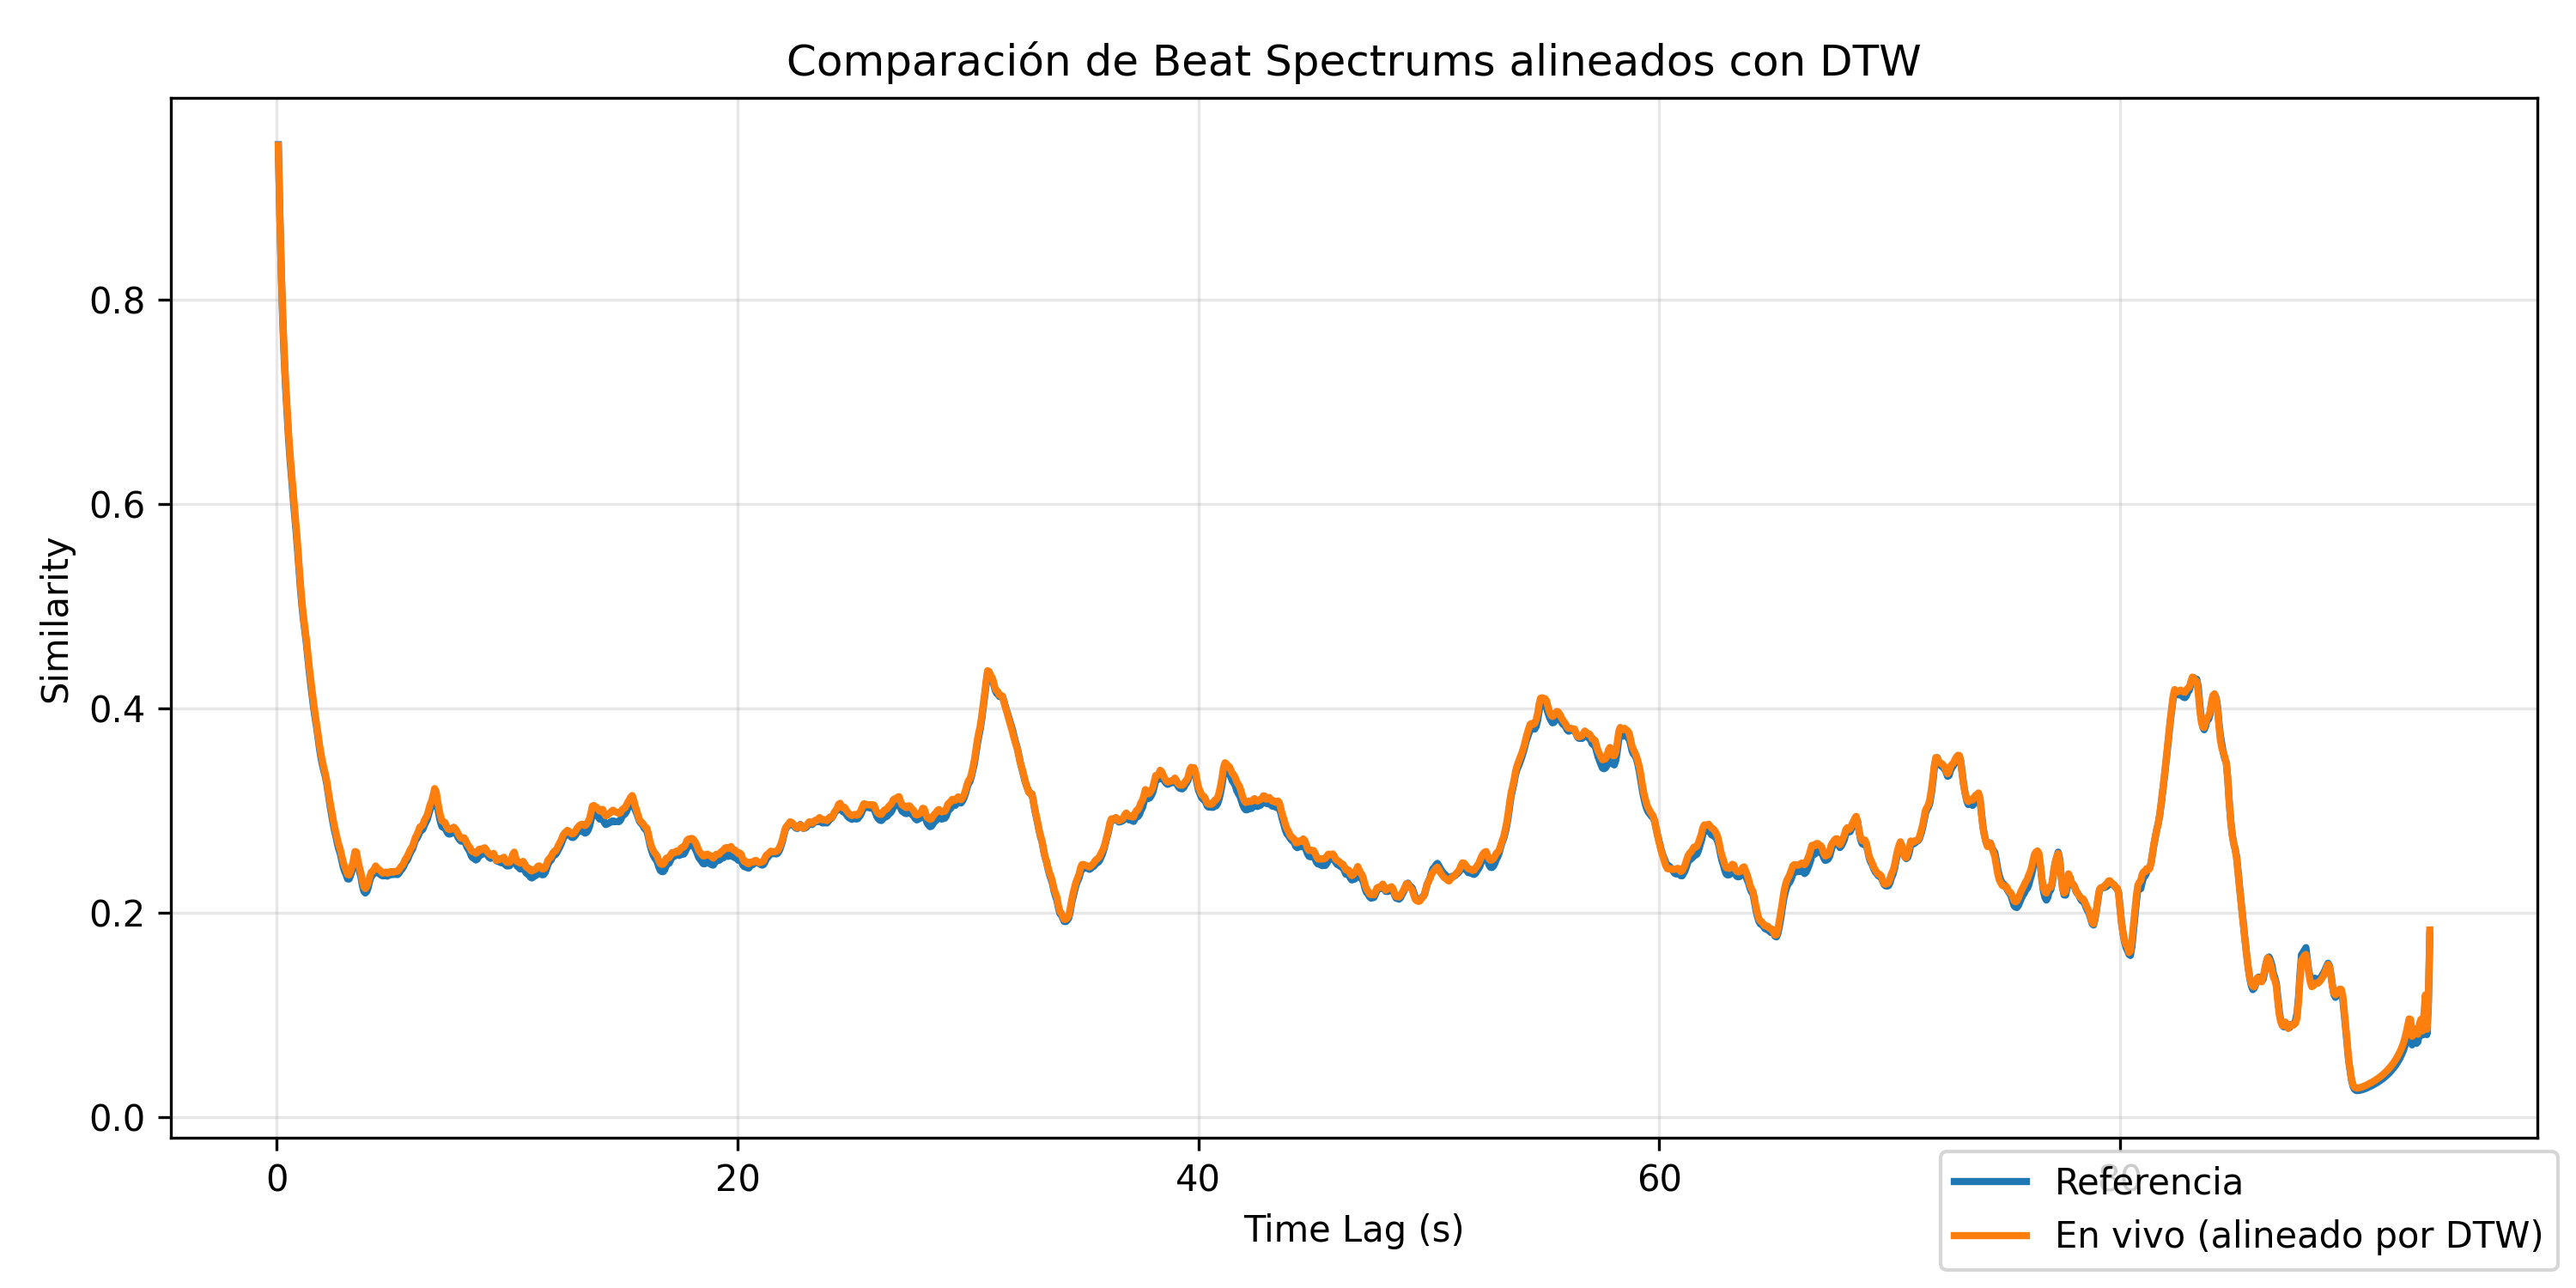 Comparación de Beat Spectrums alineados con DTW
Similarity
0.8
0.6
0.4
0.2
0.0
0 20 40 60 80
Time Lag (s)
Referencia
En vivo (alineado por DTW)